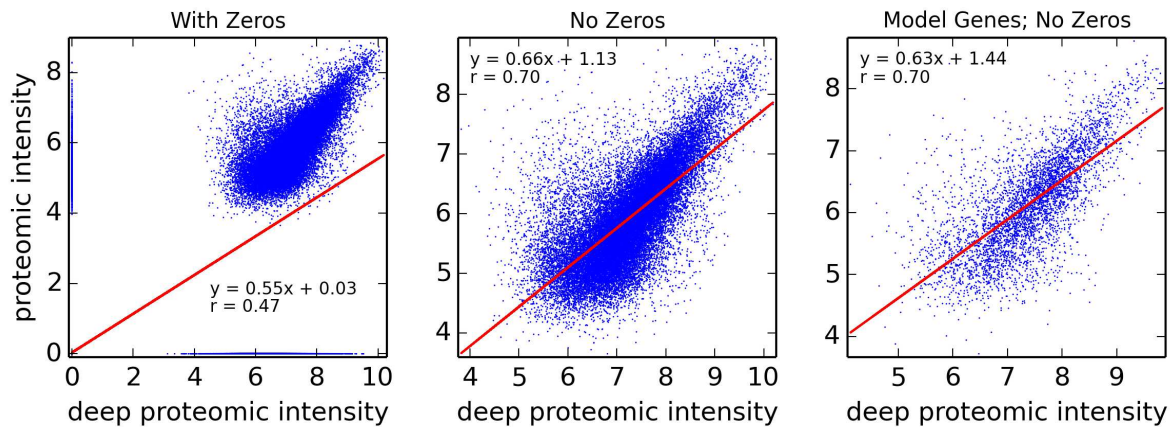 With Zeros
proteomic intensity
8
6
4
2
0
y = 0.55x + 0.03
r = 0.47
0 2 4 6 8 10
deep proteomic intensity
No Zeros
y = 0.66x + 1.13
r = 0.70
8
7
6
5
4
4 5 6 7 8 9 10
deep proteomic intensity
Model Genes; No Zeros
y = 0.63x + 1.44
r = 0.70
8
7
6
5
4
5 6 7 8 9
deep proteomic intensity